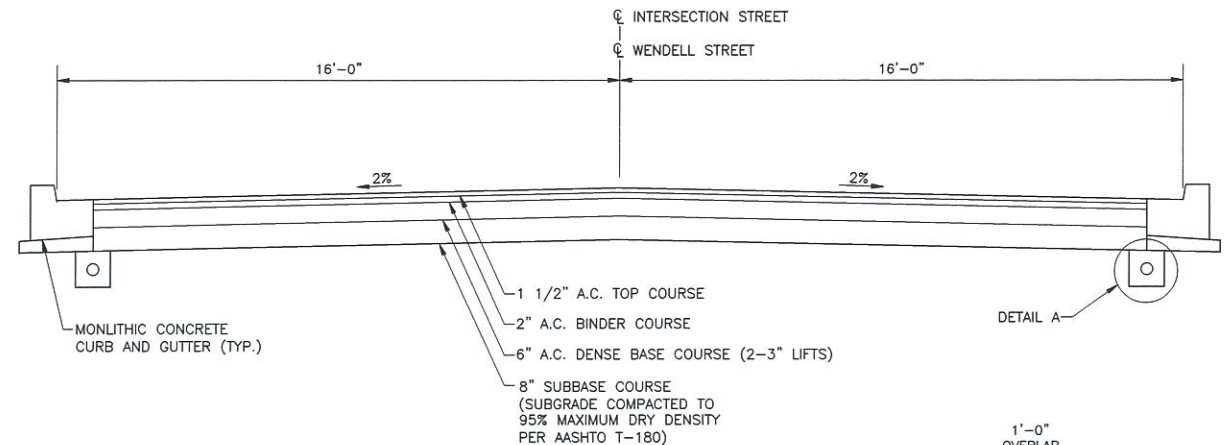 ℄ INTERSECTION STREET
℄ WENDELL STREET
16'-0" 16'-0"
2% 2%
1 1/2" A.C. TOP COURSE
2" A.C. BINDER COURSE
6" A.C. DENSE BASE COURSE (2-3" LIFTS)
8" SUBBASE COURSE
(SUBGRADE COMPACTED TO
95% MAXIMUM DRY DENSITY
PER AASHTO T-180)
MONLITHIC CONCRETE
CURB AND GUTTER (TYP.)
DETAIL A
1'-0"
OVERLAP